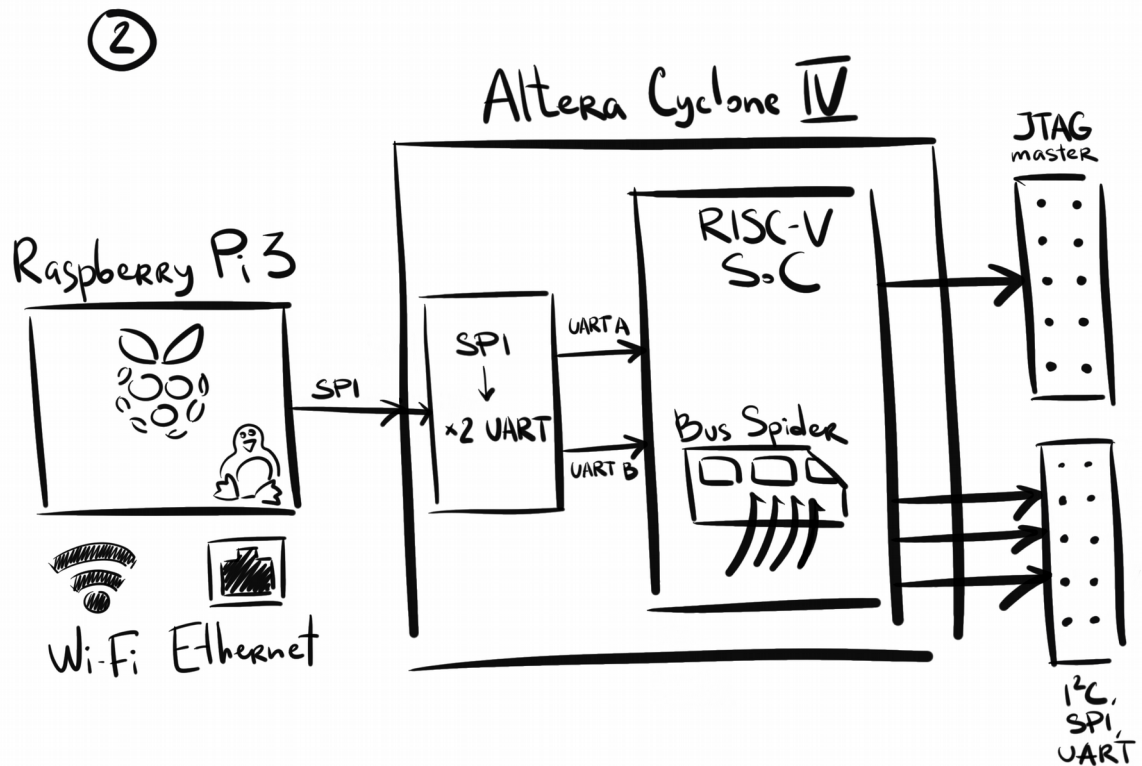 2
Altera Cyclone IV
JTAG
master
Raspberry Pi 3
RISC-V
SoC
SPI
UART A
SPI
x2 UART
UART B
Bus Spider
Wi-Fi
Ethernet
I²C,
SPI,
UART